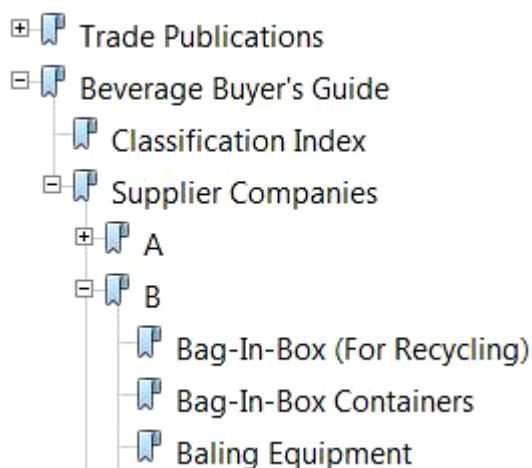 Trade Publications
Beverage Buyer's Guide
Classification Index
Supplier Companies
A
B
Bag-In-Box (For Recycling)
Bag-In-Box Containers
Baling Equipment